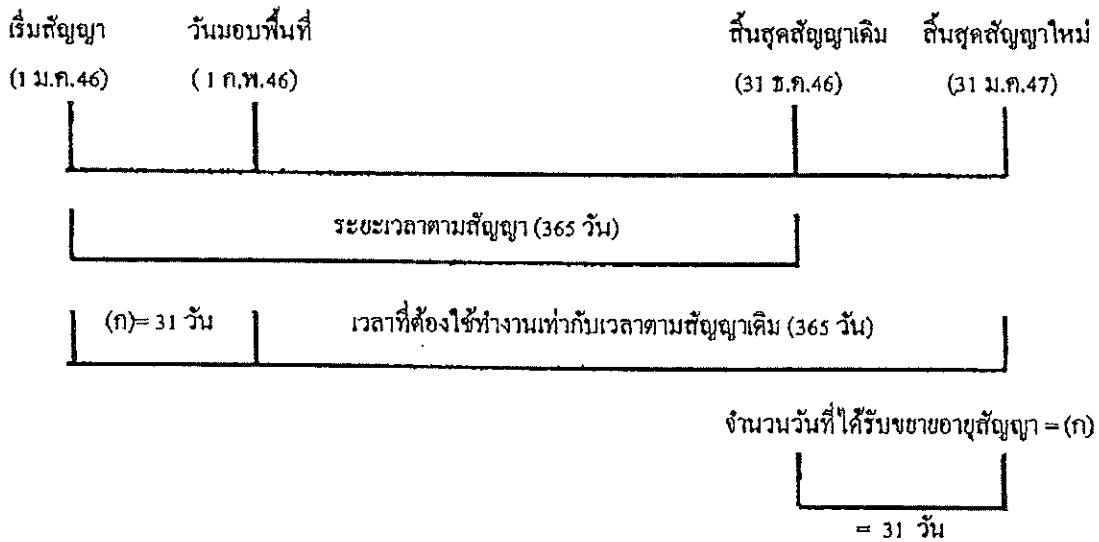 เริ่มสัญญา วันมอบพื้นที่ สิ้นสุดสัญญาเดิม สิ้นสุดสัญญาใหม่
(1 ม.ค.46) ( 1 ก.พ.46) (31 ธ.ค.46) (31 ม.ค.47)
ระยะเวลาตามสัญญา (365 วัน)
(ก)= 31 วัน เวลาที่ต้องใช้ทำงานเท่ากับเวลาตามสัญญาเดิม (365 วัน)
จำนวนวันที่ได้รับขยายอายุสัญญา = (ก)
= 31 วัน